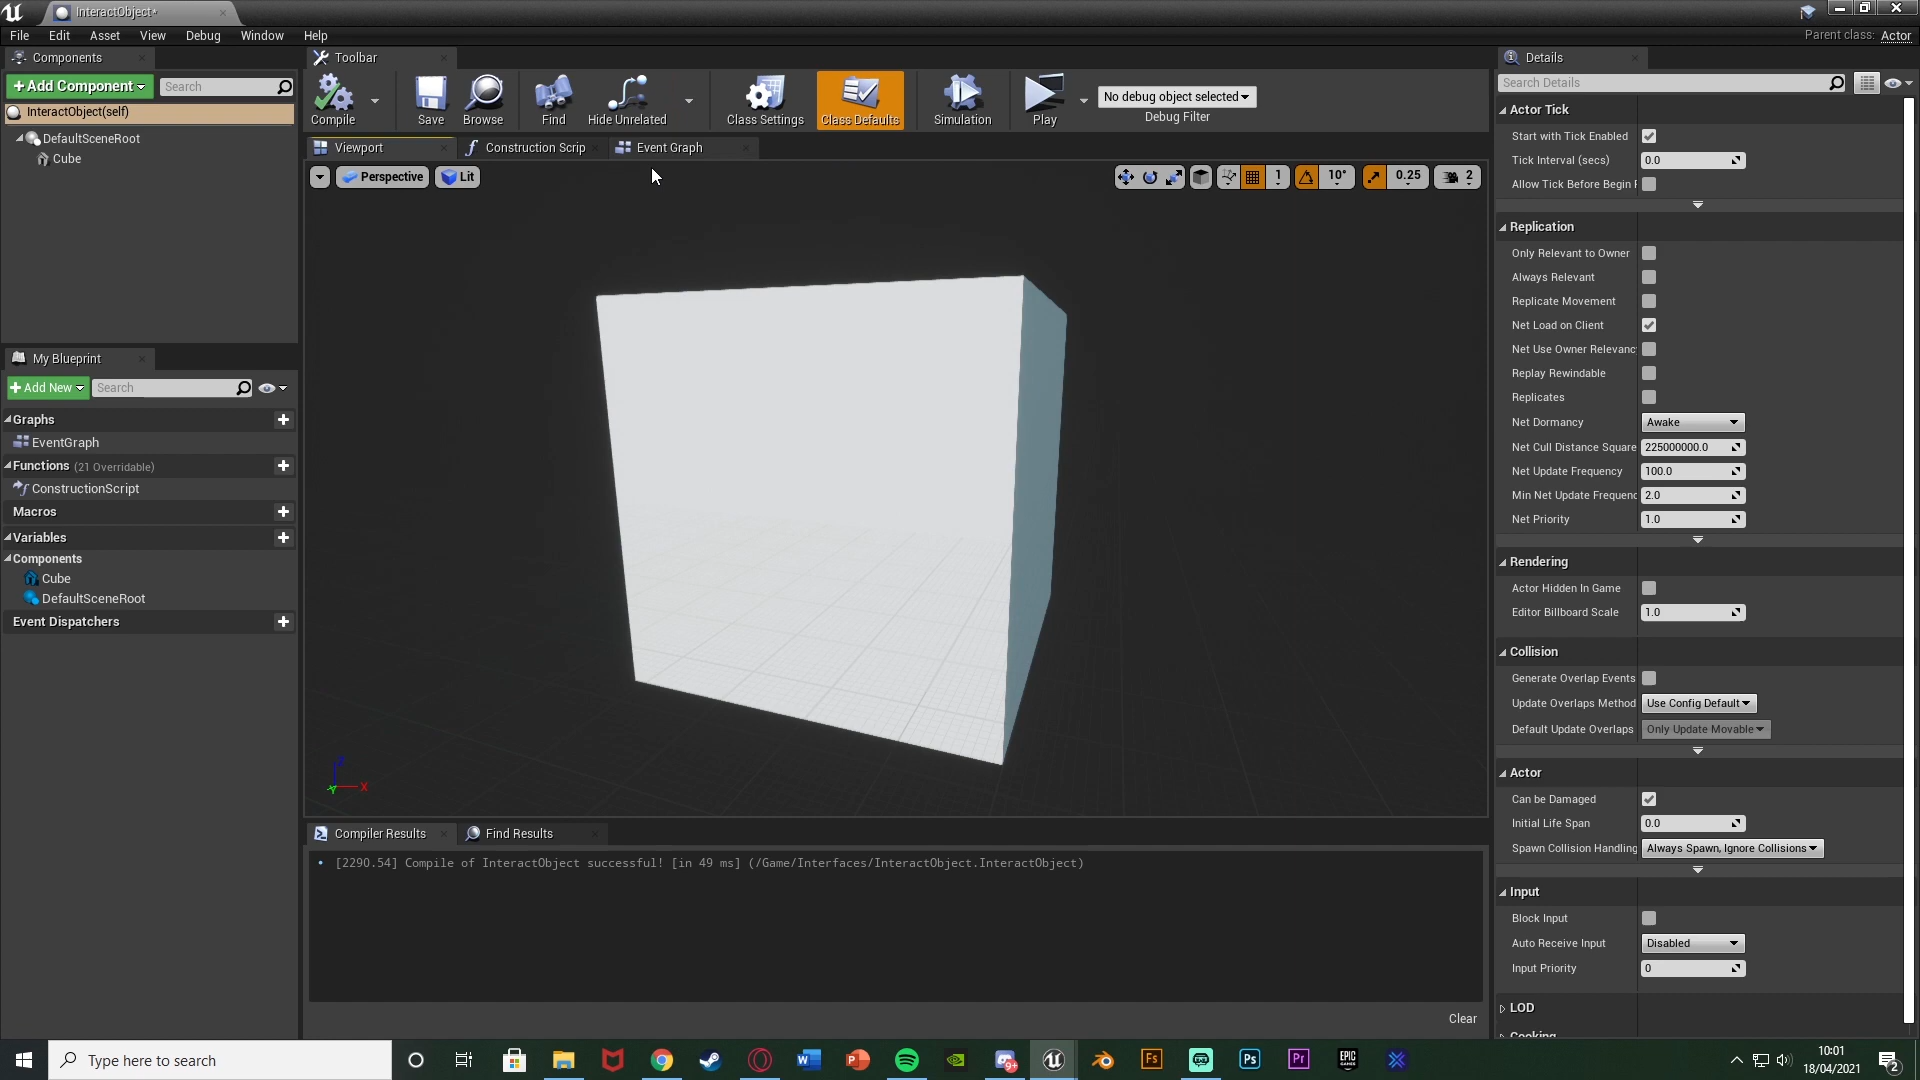 InteractObject*
File Edit Asset View Debug Window Help
Parent class: Actor
Components
+ Add Component
Search
InteractObject(self)
DefaultSceneRoot
Cube
My Blueprint
+ Add New
Search
Graphs
EventGraph
Functions (21 Overridable)
ConstructionScript
Macros
Variables
Components
Cube
DefaultSceneRoot
Event Dispatchers
Toolbar
Compile
Save
Browse
Find
Hide Unrelated
Class Settings
Class Defaults
Simulation
Play
No debug object selected
Debug Filter
Viewport
Construction Scrip
Event Graph
Perspective
Lit
1
10°
0.25
2
Z
X
Y
Compiler Results
Find Results
• [2290.54] Compile of InteractObject successful! [in 49 ms] (/Game/Interfaces/InteractObject.InteractObject)
Clear
Details
Search Details
Actor Tick
Start with Tick Enabled
Tick Interval (secs) 0.0
Allow Tick Before Begin
Replication
Only Relevant to Owner
Always Relevant
Replicate Movement
Net Load on Client
Net Use Owner Relevanc
Replay Rewindable
Replicates
Net Dormancy Awake
Net Cull Distance Square 225000000.0
Net Update Frequency 100.0
Min Net Update Frequenc 2.0
Net Priority 1.0
Rendering
Actor Hidden In Game
Editor Billboard Scale 1.0
Collision
Generate Overlap Events
Update Overlaps Method Use Config Default
Default Update Overlaps Only Update Movable
Actor
Can be Damaged
Initial Life Span 0.0
Spawn Collision Handling Always Spawn, Ignore Collisions
Input
Block Input
Auto Receive Input Disabled
Input Priority 0
LOD
Cooking
Type here to search
W
P
9+
Fs
Ps
Pr
EPIC GAMES
10:01
18/04/2021
2